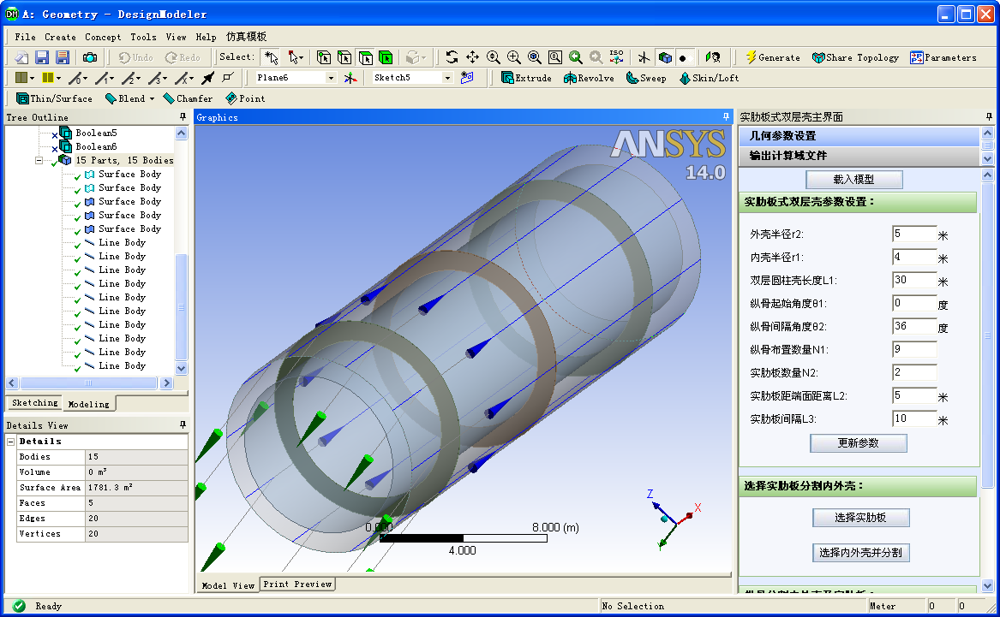 A: Geometry - DesignModeler
File Create Concept Tools View Help 仿真模板
Undo Redo Select: ISO Generate Share Topology Parameters
Plane6 Sketch5 Extrude Revolve Sweep Skin/Loft
Thin/Surface Blend Chamfer Point
Tree Outline
Boolean5
Boolean6
15 Parts, 15 Bodies
Surface Body
Surface Body
Surface Body
Surface Body
Surface Body
Line Body
Line Body
Line Body
Line Body
Line Body
Line Body
Line Body
Line Body
Line Body
Line Body
Sketching Modeling
Details View
Details
Bodies 15
Volume 0 m³
Surface Area 1781.3 m²
Faces 5
Edges 20
Vertices 20
Graphics
ANSYS
14.0
0.000 8.000 (m)
4.000
Z
X
Y
Model View Print Preview
实肋板式双层壳主界面
几何参数设置
输出计算域文件
载入模型
实肋板式双层壳参数设置：
外壳半径r2: 5 米
内壳半径r1: 4 米
双层圆柱壳长度L1: 30 米
纵骨起始角度θ1: 0 度
纵骨间隔角度θ2: 36 度
纵骨布置数量N1: 9
实肋板数量N2: 2
实肋板距端面距离L2: 5 米
实肋板间隔L3: 10 米
更新参数
选择实肋板分割内外壳：
选择实肋板
选择内外壳并分割
Ready No Selection Meter 0 0